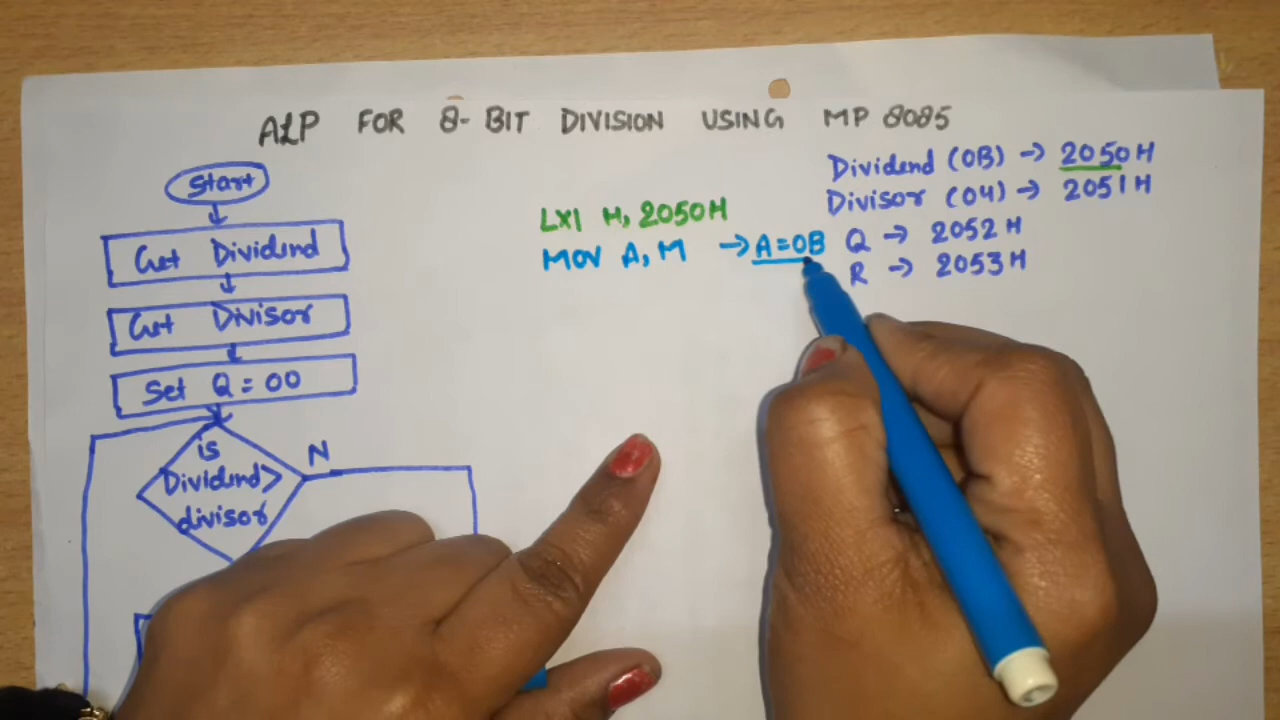 ALP FOR 8-BIT DIVISION USING MP 8085
Start
Get Dividend
Get Divisor
Set Q = 00
is
Dividend>
divisor
N
LXI H, 2050H
MOV A, M → A=0B
Dividend (0B) → 2050H
Divisor (04) → 2051H
Q → 2052H
R → 2053H